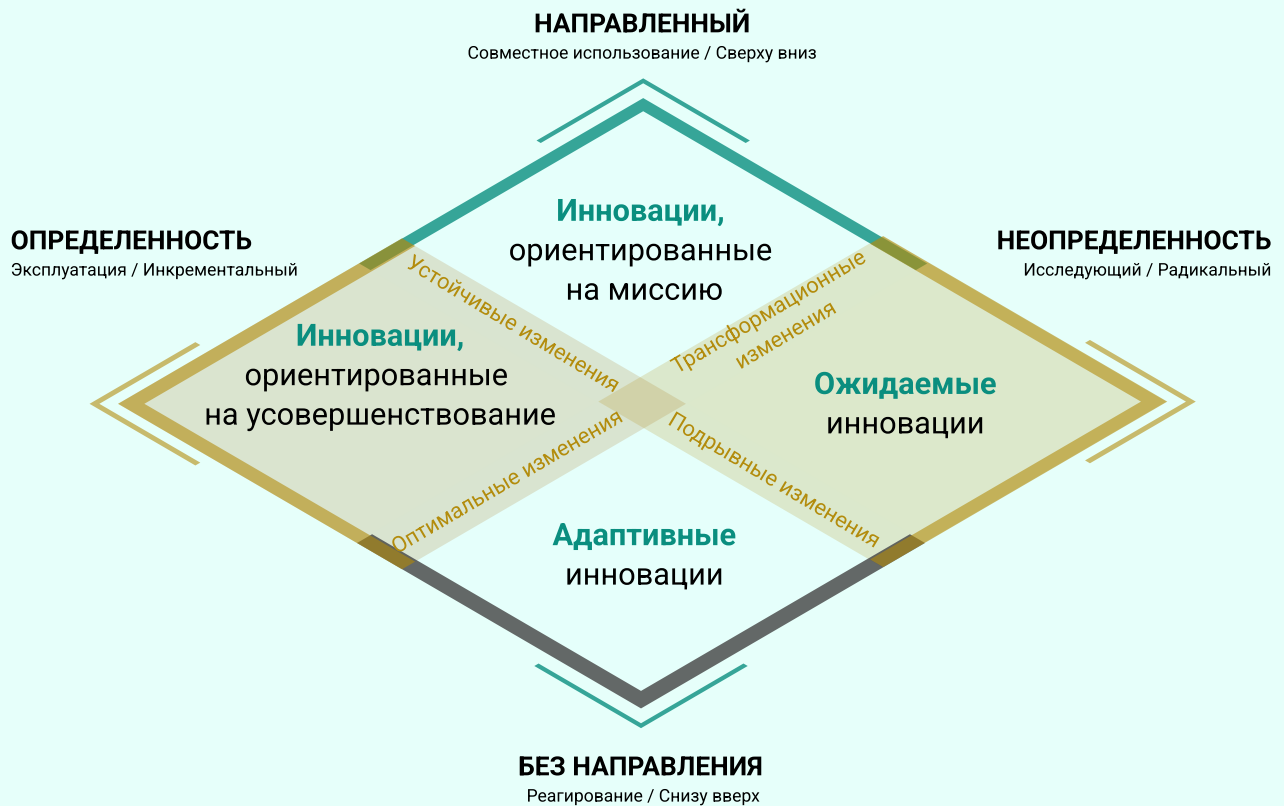 НАПРАВЛЕННЫЙ
Совместное использование / Сверху вниз
ОПРЕДЕЛЕННОСТЬ
Эксплуатация / Инкрементальный
НЕОПРЕДЕЛЕННОСТЬ
Исследующий / Радикальный
Инновации,
ориентированные
на миссию
Устойчивые изменения
Трансформационные
изменения
Инновации,
ориентированные
на усовершенствование
Ожидаемые
инновации
Оптимальные изменения
Подрывные изменения
Адаптивные
инновации
БЕЗ НАПРАВЛЕНИЯ
Реагирование / Снизу вверх